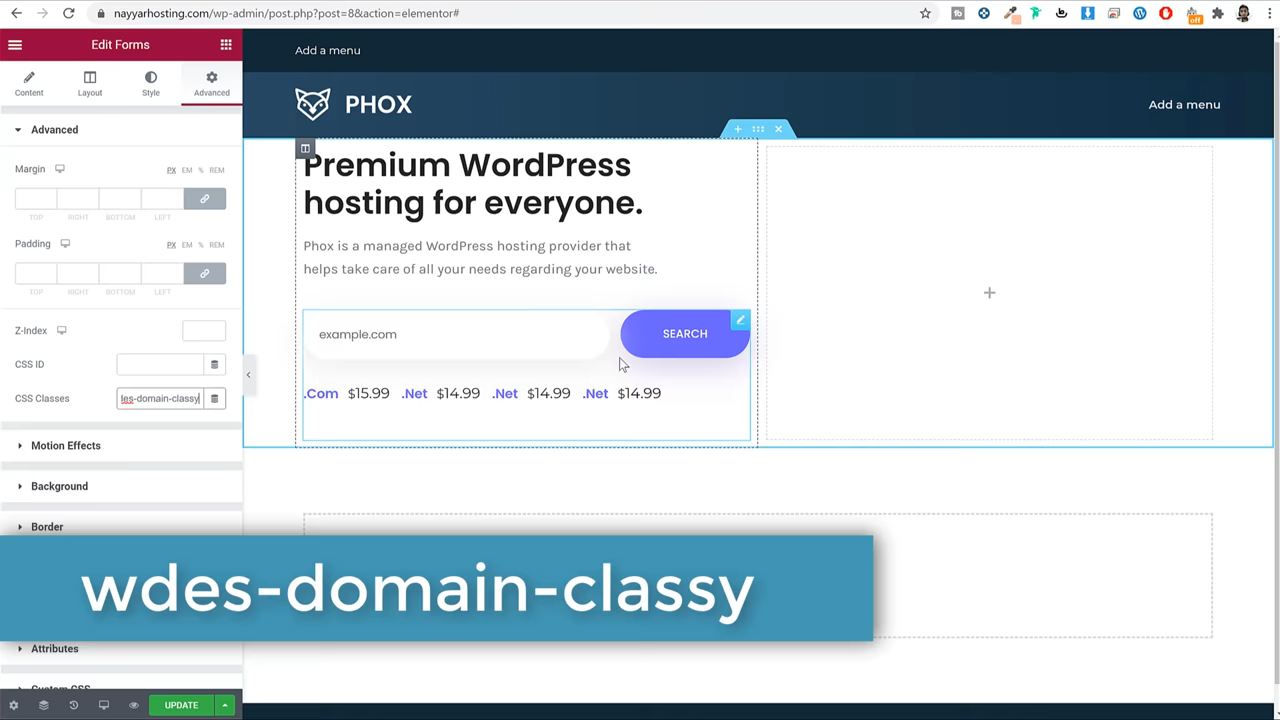 nayyarhosting.com/wp-admin/post.php?post=8&action=elementor#
off
Edit Forms
Content
Layout
Style
Advanced
Advanced
Margin
PX EM % REM
TOP RIGHT BOTTOM LEFT
Padding
PX EM % REM
TOP RIGHT BOTTOM LEFT
Z-Index
CSS ID
CSS Classes
les-domain-classy
Motion Effects
Background
Border
Attributes
Custom CSS
UPDATE
Add a menu
PHOX
Add a menu
Premium WordPress
hosting for everyone.
Phox is a managed WordPress hosting provider that
helps take care of all your needs regarding your website.
example.com
SEARCH
.Com $15.99 .Net $14.99 .Net $14.99 .Net $14.99
wdes-domain-classy